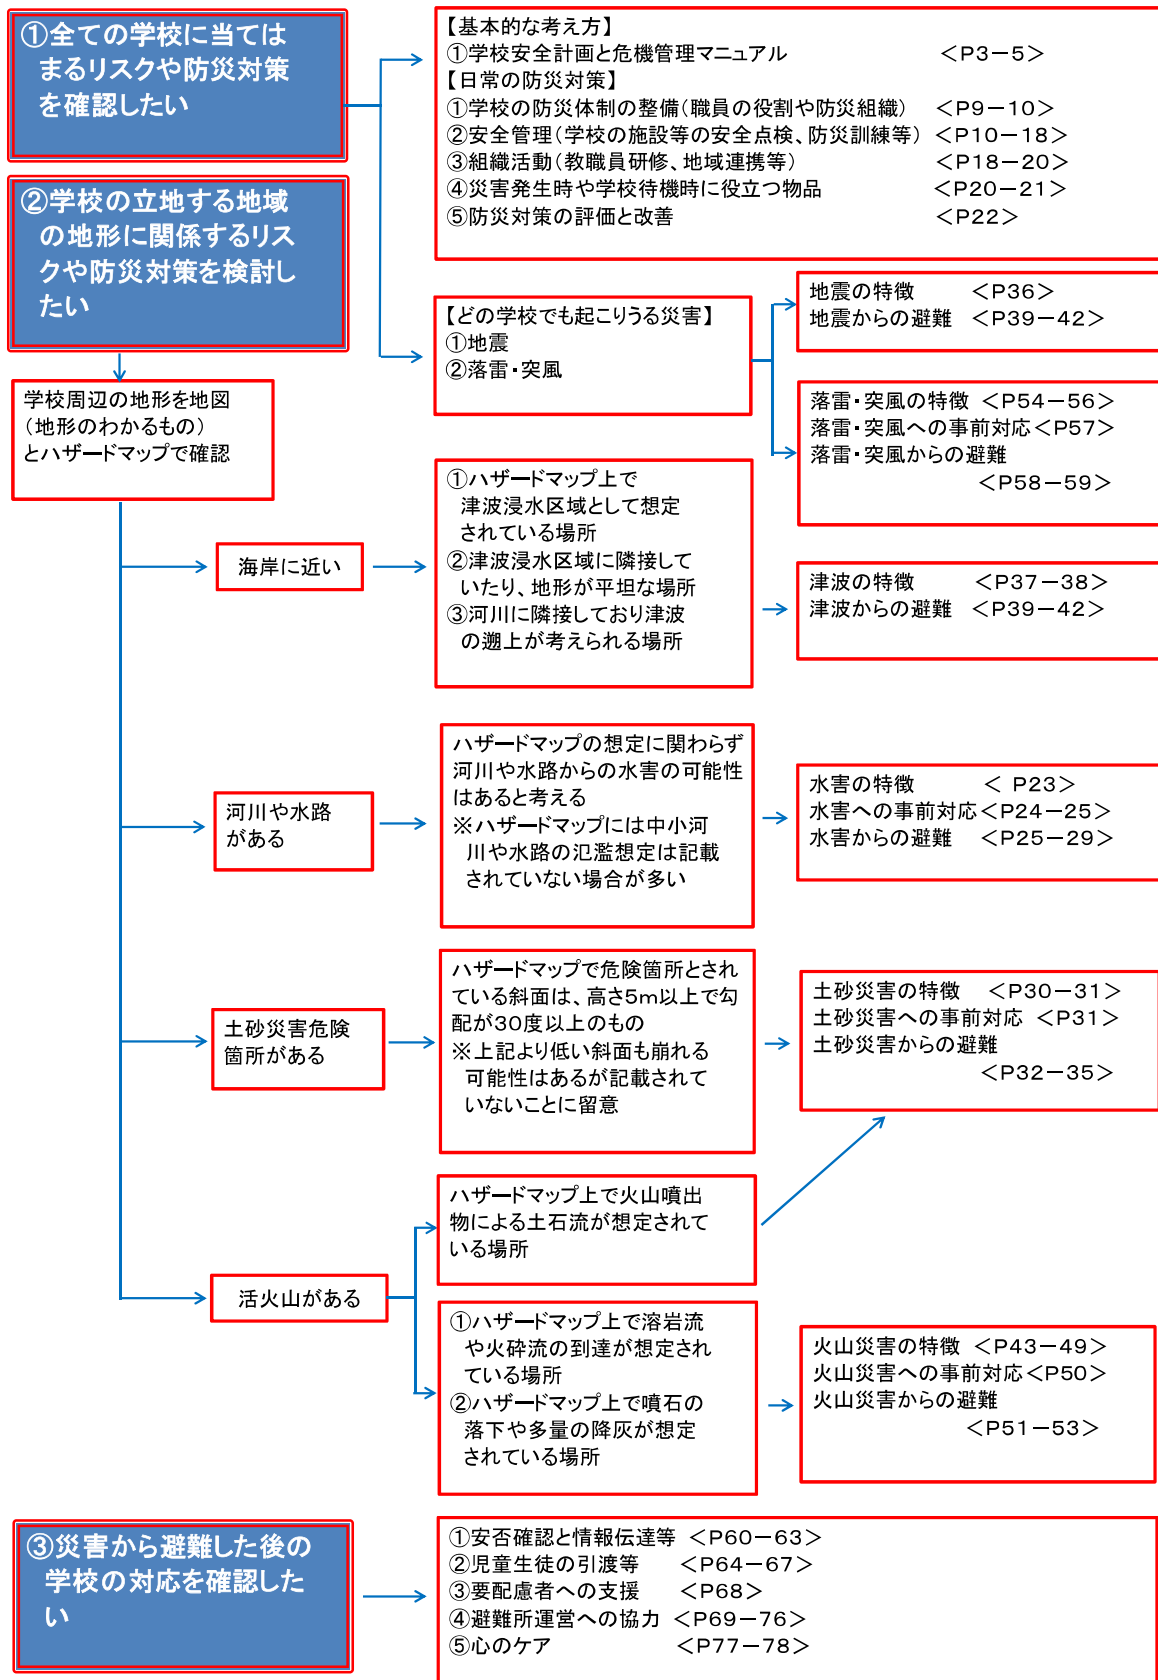 ①全ての学校に当ては
まるリスクや防災対策
を確認したい
【基本的な考え方】
①学校安全計画と危機管理マニュアル <P3-5>
【日常の防災対策】
①学校の防災体制の整備(職員の役割や防災組織) <P9-10>
②安全管理(学校の施設等の安全点検、防災訓練等) <P10-18>
③組織活動(教職員研修、地域連携等) <P18-20>
④災害発生時や学校待機時に役立つ物品 <P20-21>
⑤防災対策の評価と改善 <P22>
②学校の立地する地域
の地形に関係するリス
クや防災対策を検討し
たい
【どの学校でも起こりうる災害】
①地震
②落雷・突風
地震の特徴 <P36>
地震からの避難 <P39-42>
落雷・突風の特徴 <P54-56>
落雷・突風への事前対応<P57>
落雷・突風からの避難
<P58-59>
学校周辺の地形を地図
(地形のわかるもの)
とハザードマップで確認
海岸に近い
①ハザードマップ上で
津波浸水区域として想定
されている場所
②津波浸水区域に隣接して
いたり、地形が平坦な場所
③河川に隣接しており津波
の遡上が考えられる場所
津波の特徴 <P37-38>
津波からの避難 <P39-42>
河川や水路
がある
ハザードマップの想定に関わらず
河川や水路からの水害の可能性
はあると考える
※ハザードマップには中小河
川や水路の氾濫想定は記載
されていない場合が多い
水害の特徴 < P23>
水害への事前対応<P24-25>
水害からの避難 <P25-29>
土砂災害危険
箇所がある
ハザードマップで危険箇所とされ
ている斜面は、高さ5m以上で勾
配が30度以上のもの
※上記より低い斜面も崩れる
可能性はあるが記載されて
いないことに留意
土砂災害の特徴 <P30-31>
土砂災害への事前対応 <P31>
土砂災害からの避難
<P32-35>
活火山がある
ハザードマップ上で火山噴出
物による土石流が想定されて
いる場所
①ハザードマップ上で溶岩流
や火砕流の到達が想定され
ている場所
②ハザードマップ上で噴石の
落下や多量の降灰が想定
されている場所
火山災害の特徴 <P43-49>
火山災害への事前対応<P50>
火山災害からの避難
<P51-53>
③災害から避難した後の
学校の対応を確認した
い
①安否確認と情報伝達等 <P60-63>
②児童生徒の引渡等 <P64-67>
③要配慮者への支援 <P68>
④避難所運営への協力 <P69-76>
⑤心のケア <P77-78>